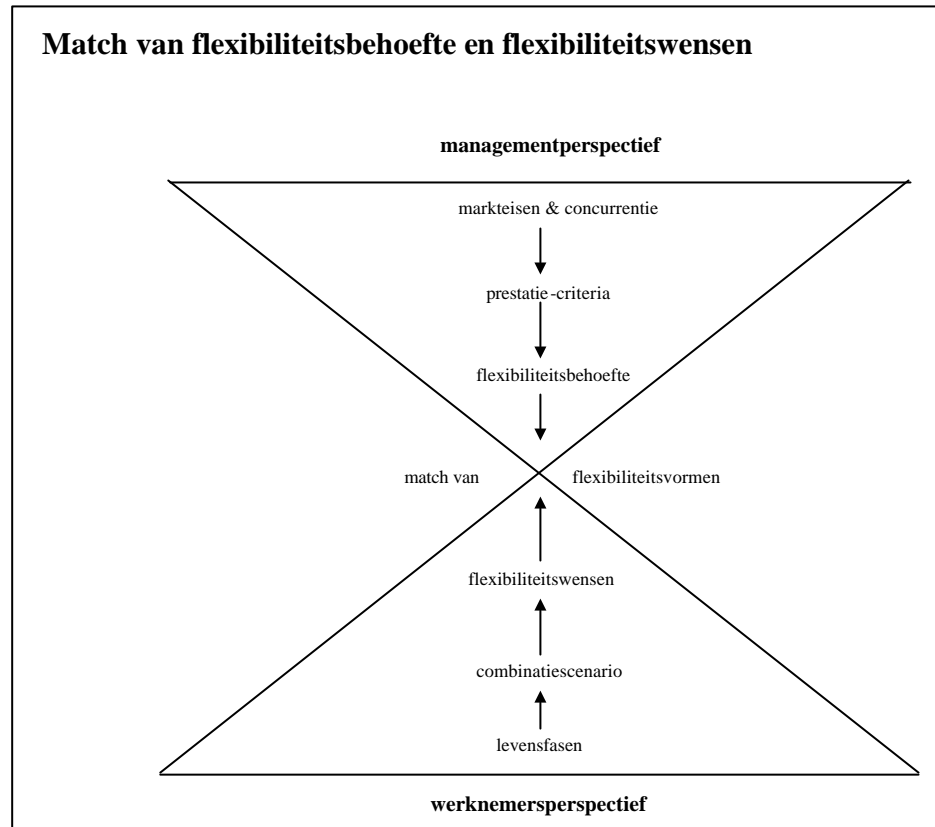 Match van flexibiliteitsbehoefte en flexibiliteitswensen
managementperspectief
markteisen & concurrentie
prestatie-criteria
flexibiliteitsbehoefte
match van flexibiliteitsvormen
flexibiliteitswensen
combinatiescenario
levensfasen
werknemersperspectief